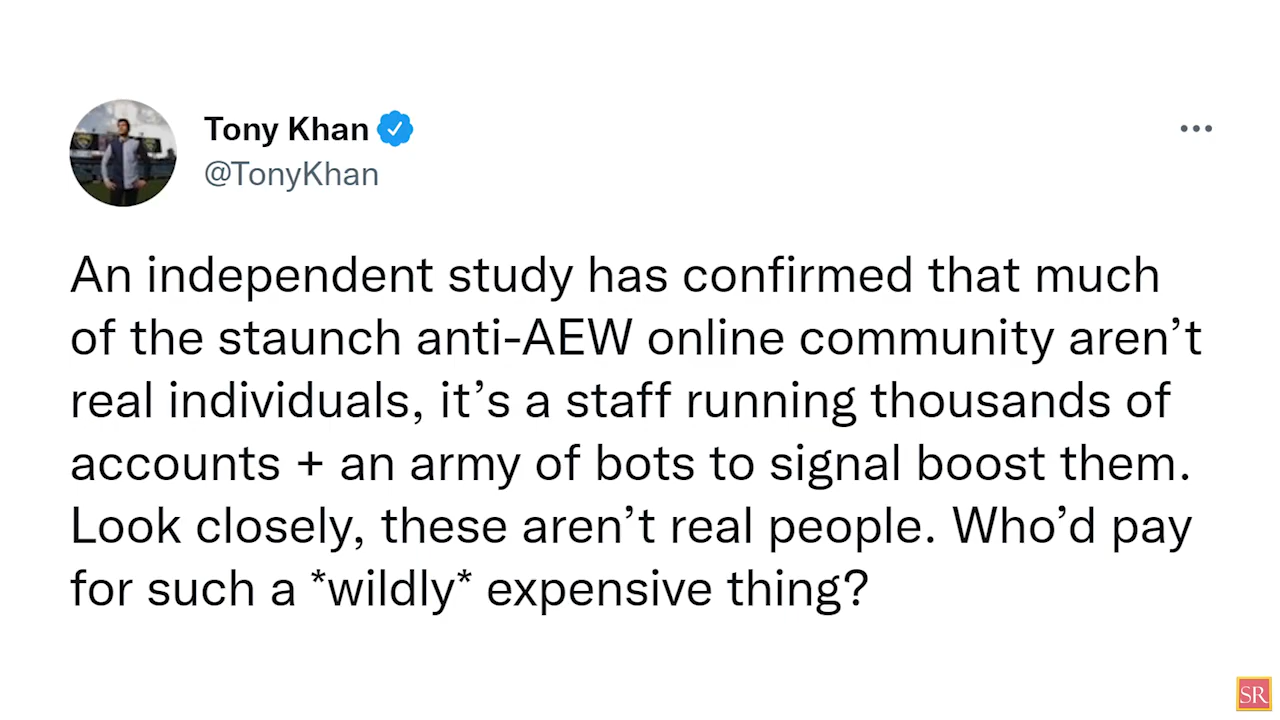 Tony Khan
@TonyKhan
An independent study has confirmed that much
of the staunch anti-AEW online community aren’t
real individuals, it’s a staff running thousands of
accounts + an army of bots to signal boost them.
Look closely, these aren’t real people. Who’d pay
for such a *wildly* expensive thing?
SR